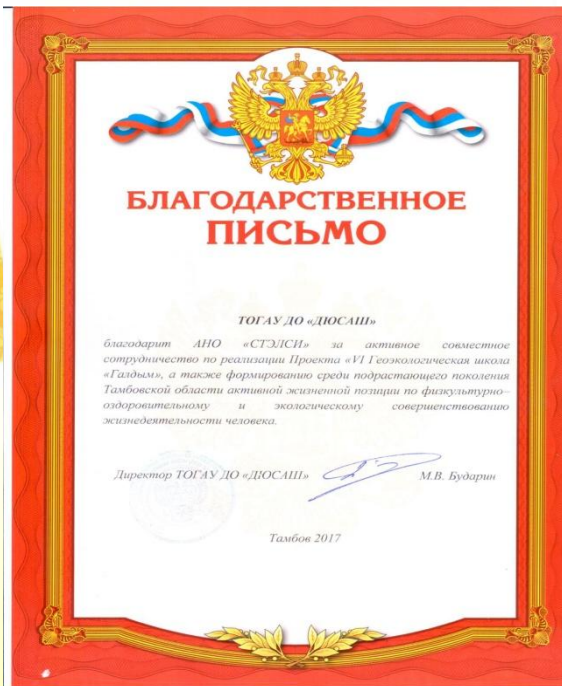 БЛАГОДАРСТВЕННОЕ
ПИСЬМО
ТОГАУ ДО «ДЮСАШ»
благодарит АНО «СТЭЛСИ» за активное совместное
сотрудничество по реализации Проекта «VI Геоэкологическая школа
«Галдым», а также формированию среди подрастающего поколения
Тамбовской области активной жизненной позиции по физкультурно–
оздоровительному и экологическому совершенствованию
жизнедеятельности человека.
Директор ТОГАУ ДО «ДЮСАШ» М.В. Бударин
Тамбов 2017